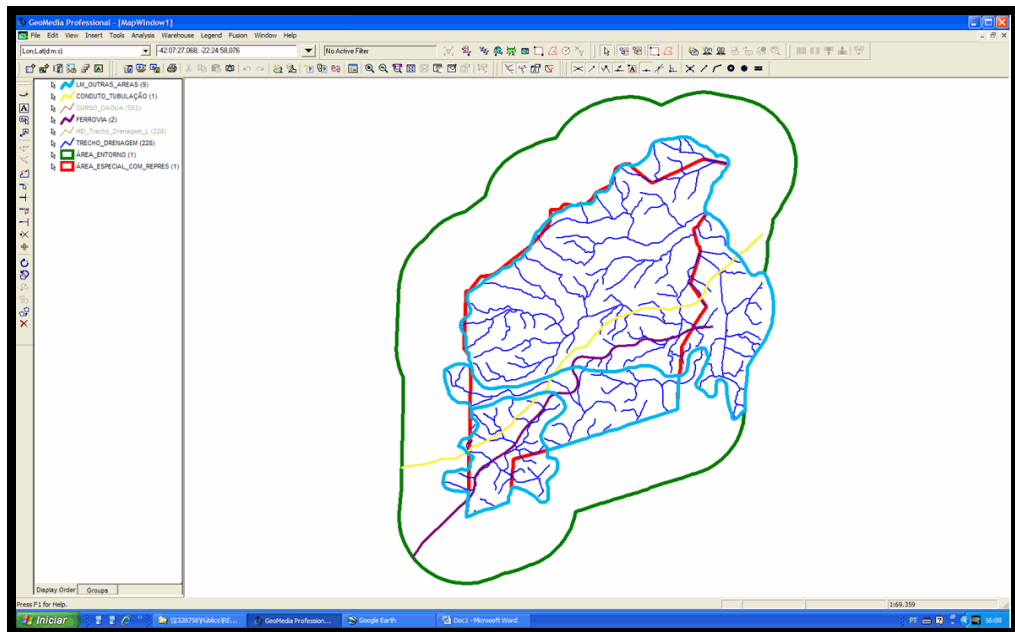 GeoMedia Professional - [MapWindow1]
File Edit View Insert Tools Analysis Warehouse Legend Fusion Window Help
Lon;Lat(d:m:s) -42:07:27,068; -22:24:58,076 No Active Filter
LM_OUTRAS_AREAS (9)
CONDUTO_TUBULAÇÃO (1)
CURSO_DAGUA (553)
FERROVIA (2)
HD_Trecho_Drenagem_L (228)
TRECHO_DRENAGEM (228)
ÁREA_ENTORNO (1)
ÁREA_ESPECIAL_COM_REPRES (1)
Display Order Groups
Press F1 for Help. 1:69.359
Iniciar GeoMedia Profession... Google Earth Doc1 - Microsoft Word PT 16:08